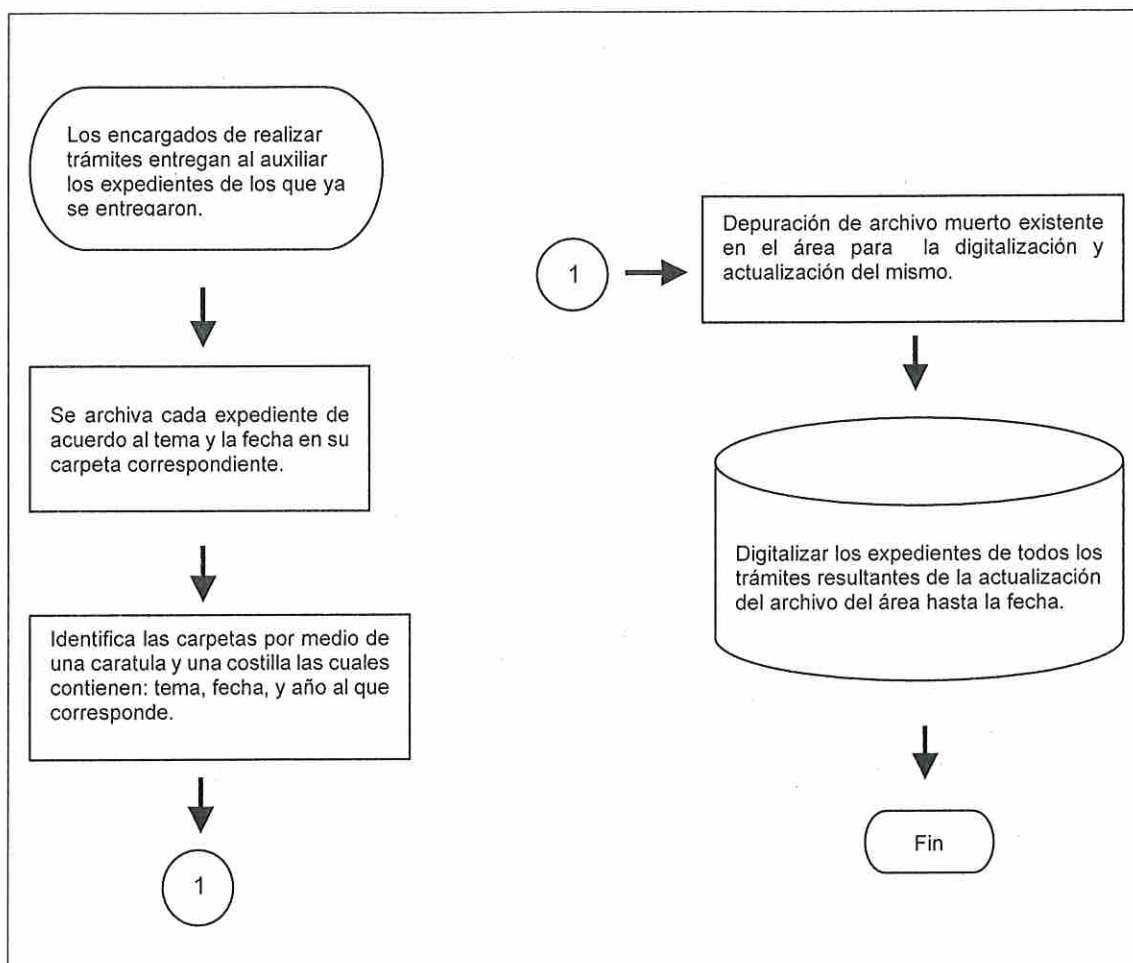 Los encargados de realizar
trámites entregan al auxiliar
los expedientes de los que ya
se entregaron.
Se archiva cada expediente de
acuerdo al tema y la fecha en su
carpeta correspondiente.
Identifica las carpetas por medio de
una caratula y una costilla las cuales
contienen: tema, fecha, y año al que
corresponde.
1
1
Depuración de archivo muerto existente
en el área para la digitalización y
actualización del mismo.
Digitalizar los expedientes de todos los
trámites resultantes de la actualización
del archivo del área hasta la fecha.
Fin